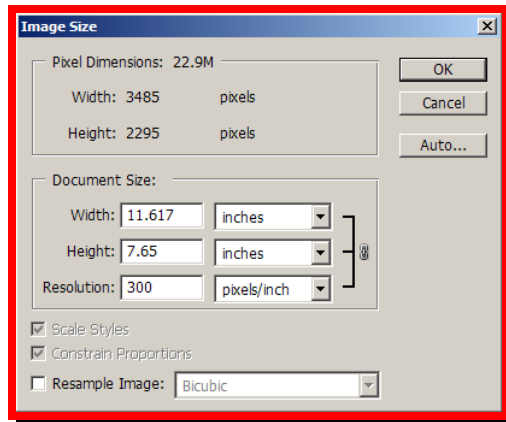 Image Size
Pixel Dimensions: 22.9M
OK
Width: 3485 pixels
Cancel
Height: 2295 pixels
Auto...
Document Size:
Width: 11.617 inches
Height: 7.65 inches
Resolution: 300 pixels/inch
Scale Styles
Constrain Proportions
Resample Image: Bicubic